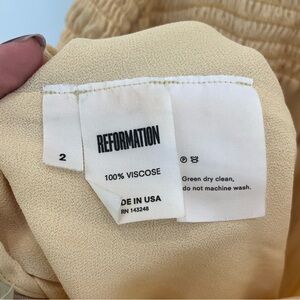 2
REFORMATION
100% VISCOSE
DE IN USA
RN 143248
Green dry clean,
do not machine wash.